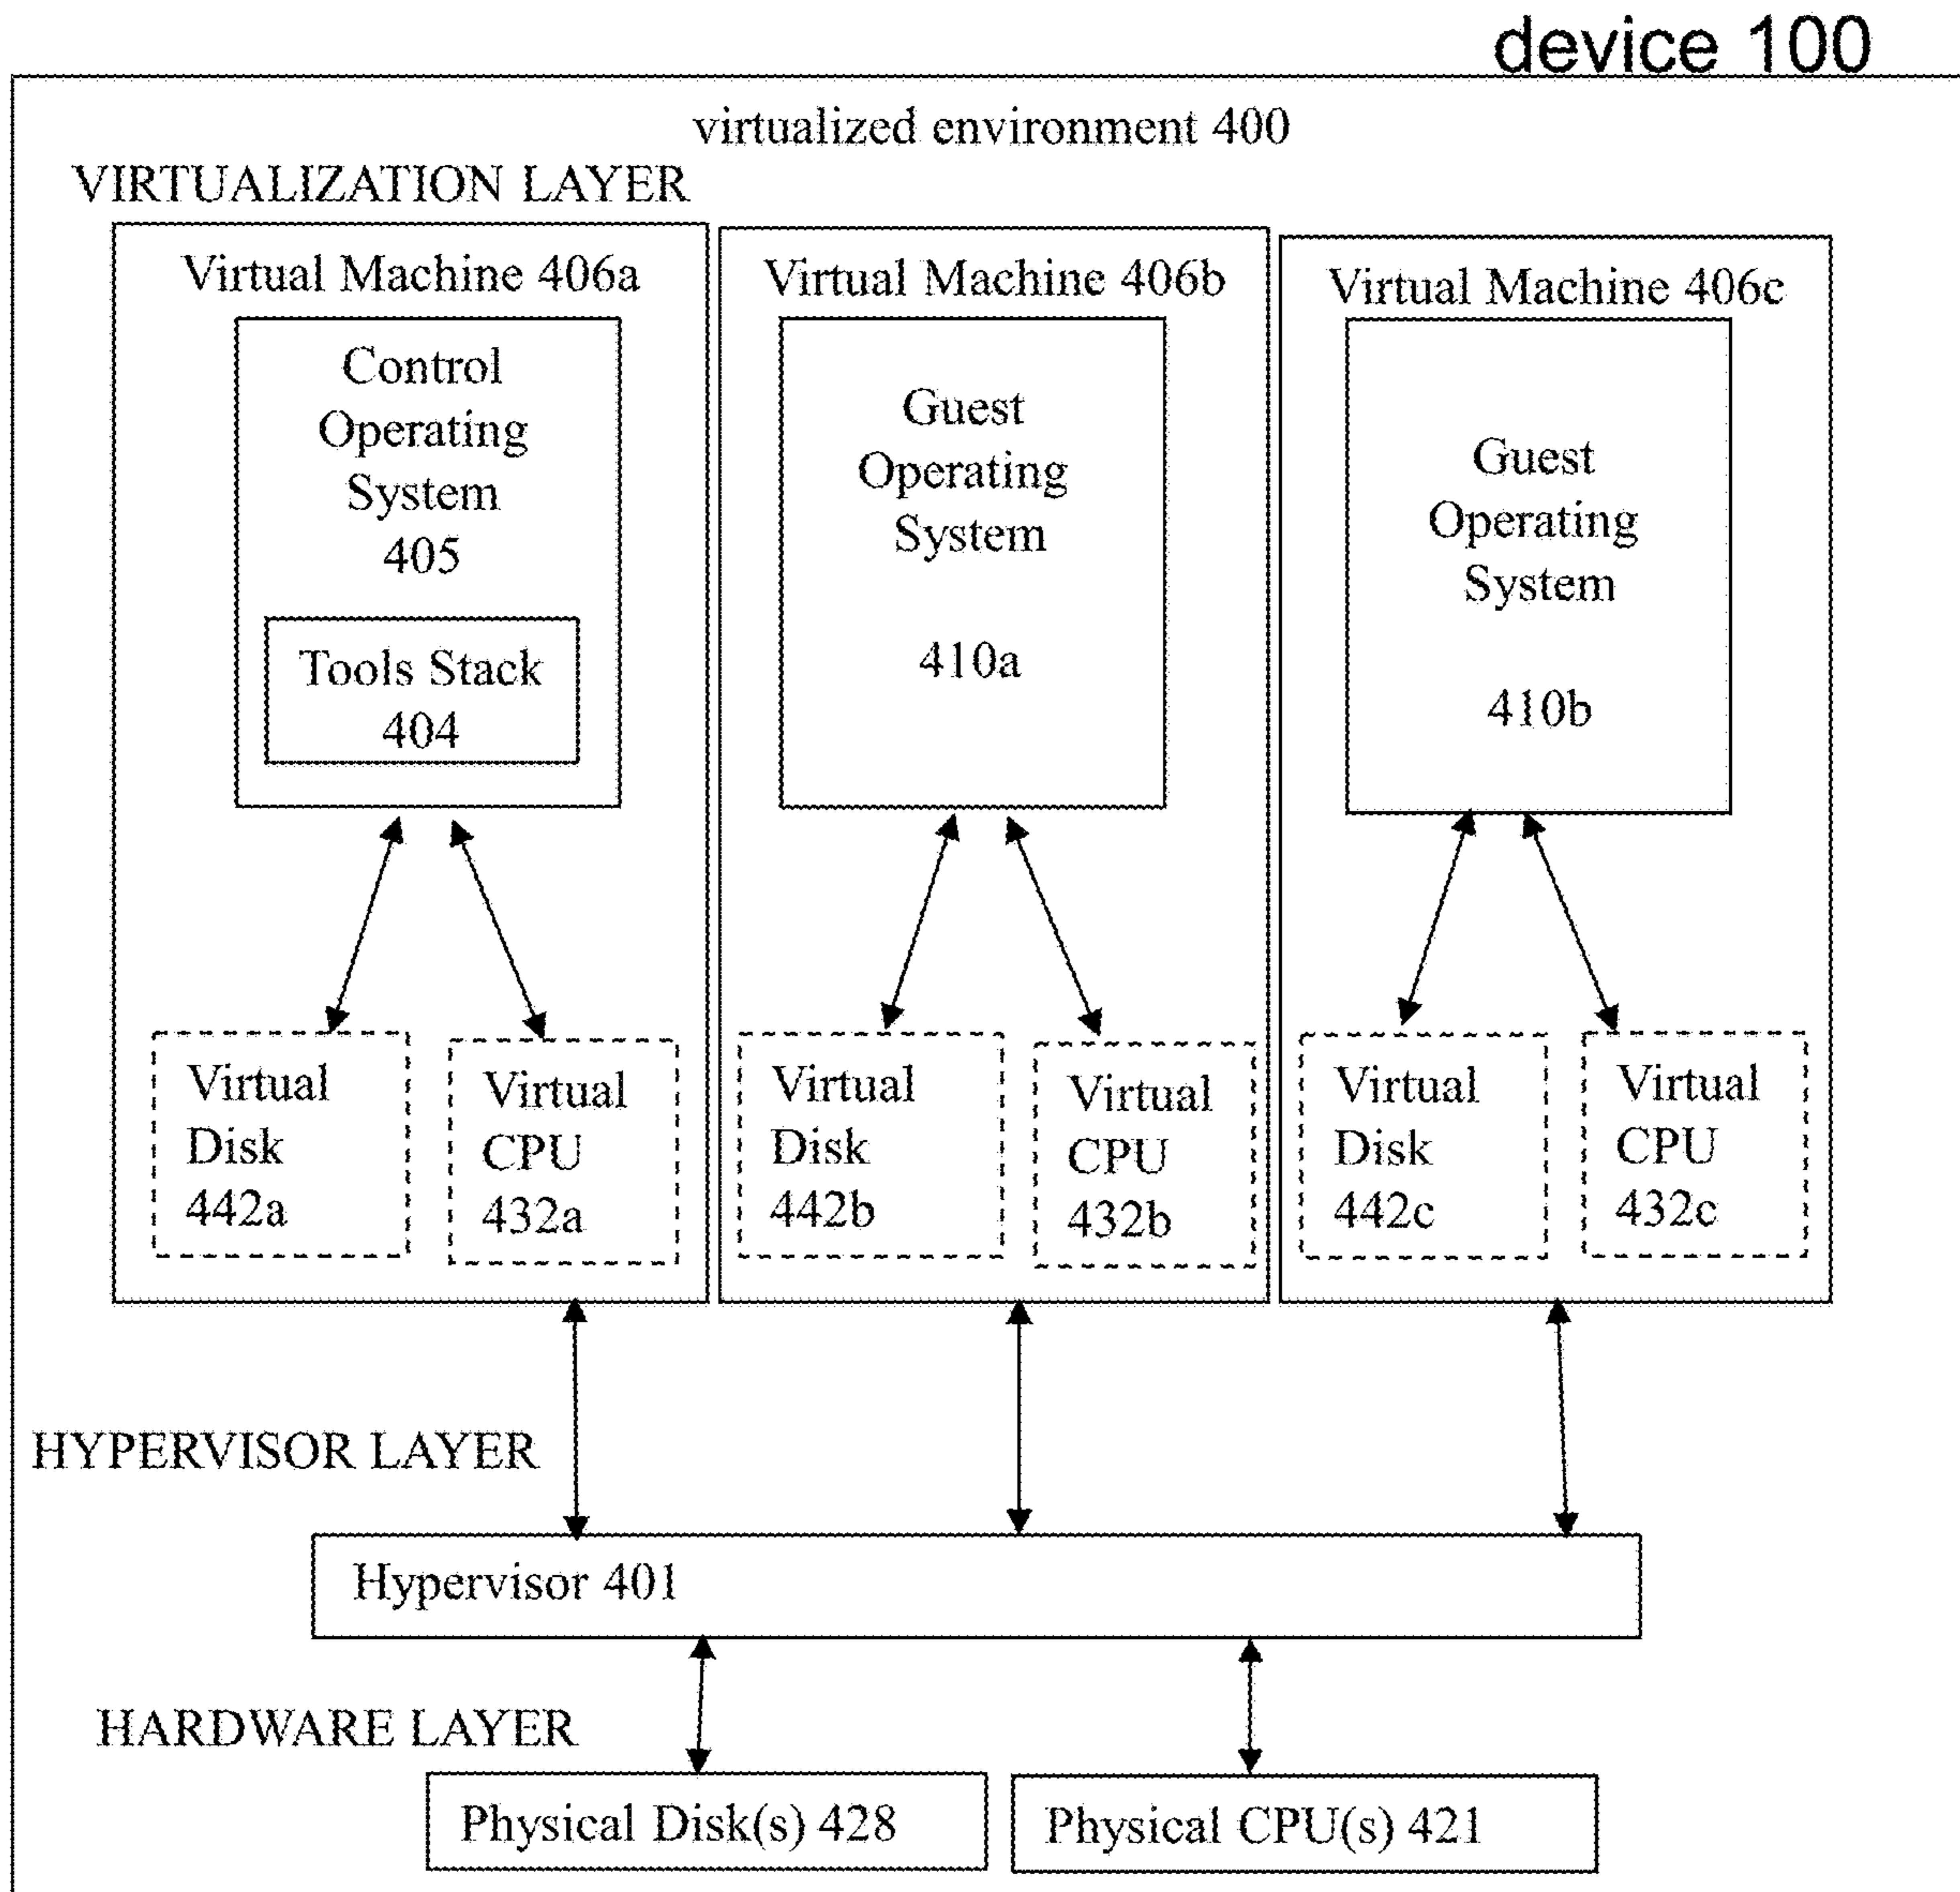 device 100
virtualized environment 400
VIRTUALIZATION LAYER
Virtual Machine 406a
Control
Operating
System
405
Tools Stack
404
Virtual
Disk
442a
Virtual
CPU
432a
Virtual Machine 406b
Guest
Operating
System
410a
Virtual
Disk
442b
Virtual
CPU
432b
Virtual Machine 406c
Guest
Operating
System
410b
Virtual
Disk
442c
Virtual
CPU
432c
HYPERVISOR LAYER
Hypervisor 401
HARDWARE LAYER
Physical Disk(s) 428
Physical CPU(s) 421